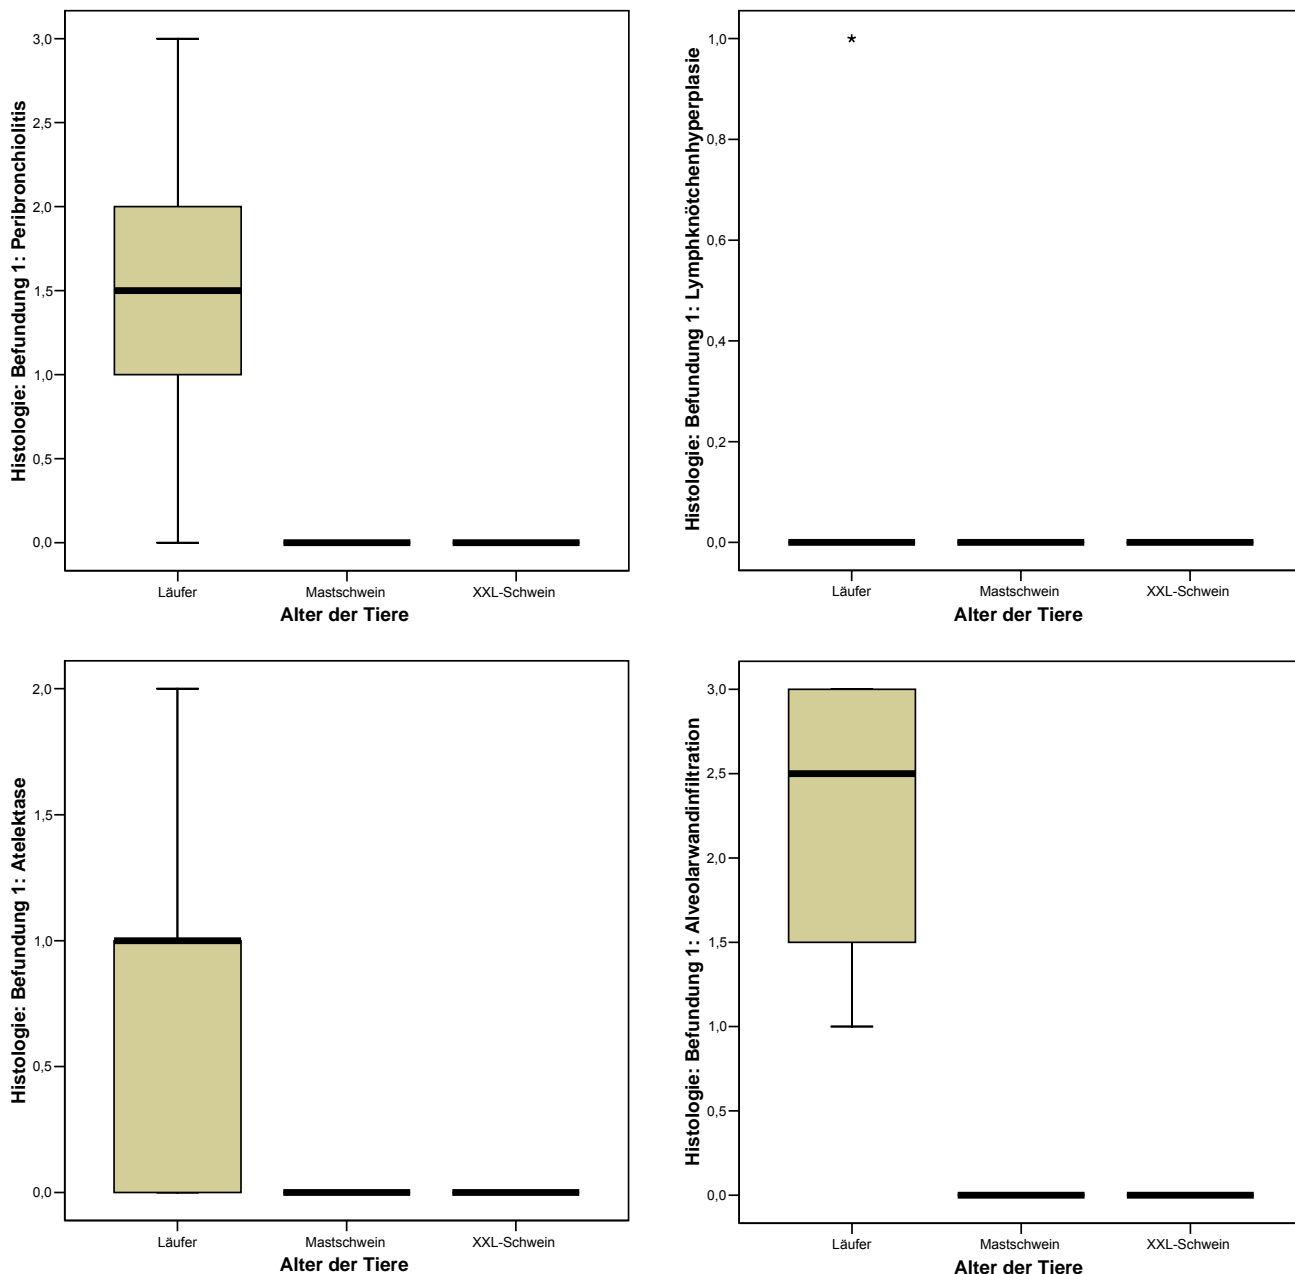 Histologie: Befundung 1: Peribronchiolitis
3,0
2,5
2,0
1,5
1,0
0,5
0,0
Läufer Mastschwein XXL-Schwein
Alter der Tiere
Histologie: Befundung 1: Lymphknötchenhyperplasie
1,0
*
0,8
0,6
0,4
0,2
0,0
Läufer Mastschwein XXL-Schwein
Alter der Tiere
Histologie: Befundung 1: Atelektase
2,0
1,5
1,0
0,5
0,0
Läufer Mastschwein XXL-Schwein
Alter der Tiere
Histologie: Befundung 1: Alveolarwandinfiltration
3,0
2,5
2,0
1,5
1,0
0,5
0,0
Läufer Mastschwein XXL-Schwein
Alter der Tiere